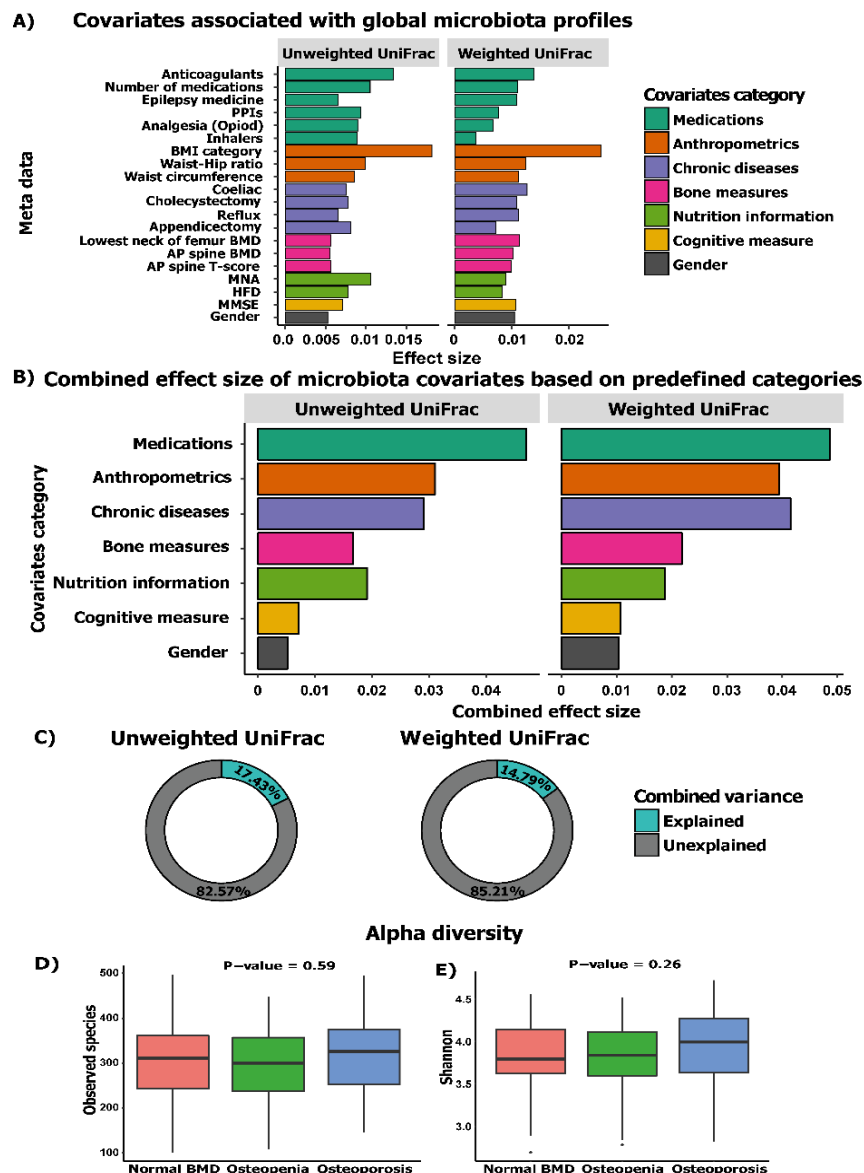 A) Covariates associated with global microbiota profiles
Unweighted UniFrac
Weighted UniFrac
Meta data
Anticoagulants
Number of medications
Epilepsy medicine
PPIs
Analgesia (Opiod)
Inhalers
BMI category
Waist-Hip ratio
Waist circumference
Coeliac
Cholecystectomy
Reflux
Appendicectomy
Lowest neck of femur BMD
AP spine BMD
AP spine T-score
MNA
HFD
MMSE
Gender
0.0 0.005 0.01 0.015
0.0 0.01 0.02
Effect size
Covariates category
Medications
Anthropometrics
Chronic diseases
Bone measures
Nutrition information
Cognitive measure
Gender
B) Combined effect size of microbiota covariates based on predefined categories
Unweighted UniFrac
Weighted UniFrac
Covariates category
Medications
Anthropometrics
Chronic diseases
Bone measures
Nutrition information
Cognitive measure
Gender
0 0.01 0.02 0.03 0.04
0 0.01 0.02 0.03 0.04 0.05
Combined effect size
C)
Unweighted UniFrac
Weighted UniFrac
17.43%
82.57%
14.79%
85.21%
Combined variance
Explained
Unexplained
Alpha diversity
D)
P-value = 0.59
Observed species
500
400
300
200
100
Normal BMD Osteopenia Osteoporosis
E)
P-value = 0.26
Shannon
4.5
4.0
3.5
3.0
Normal BMD Osteopenia Osteoporosis